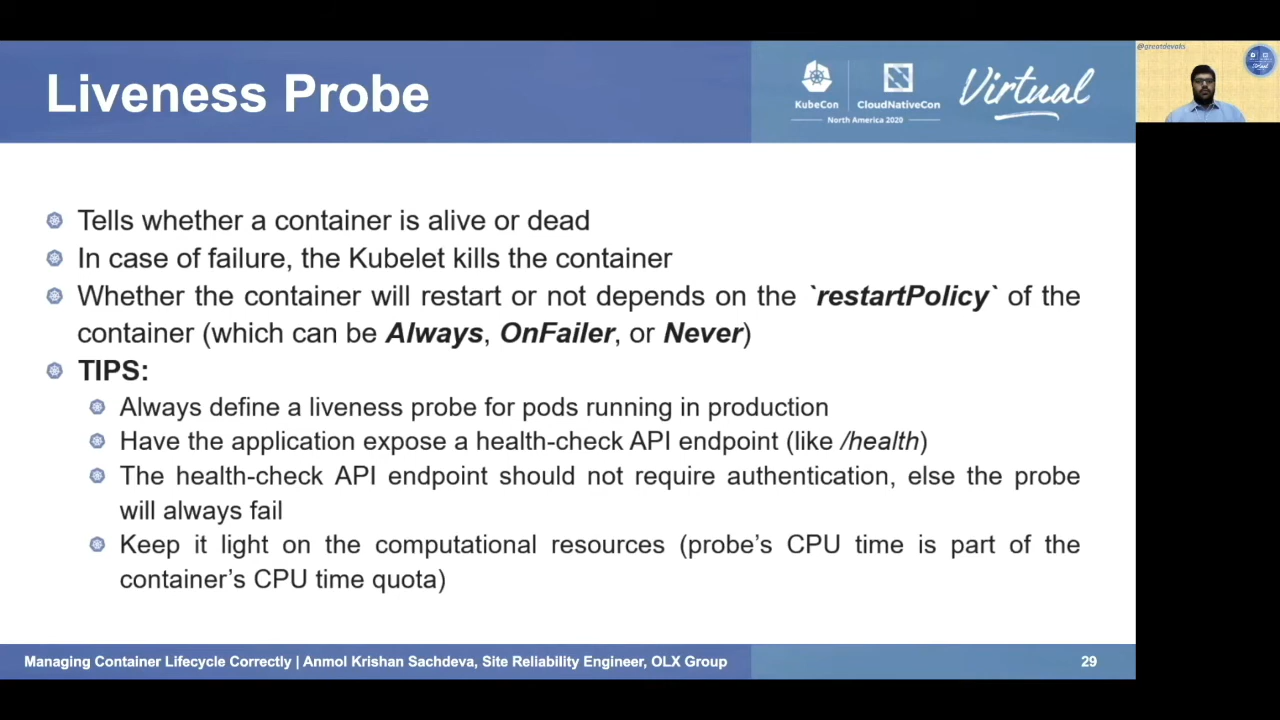 Liveness Probe
KubeCon
CloudNativeCon
North America 2020
Virtual
@greatdevaks
Tells whether a container is alive or dead
In case of failure, the Kubelet kills the container
Whether the container will restart or not depends on the `restartPolicy` of the
container (which can be Always, OnFailer, or Never)
TIPS:
Always define a liveness probe for pods running in production
Have the application expose a health-check API endpoint (like /health)
The health-check API endpoint should not require authentication, else the probe
will always fail
Keep it light on the computational resources (probe's CPU time is part of the
container's CPU time quota)
Managing Container Lifecycle Correctly | Anmol Krishan Sachdeva, Site Reliability Engineer, OLX Group
29